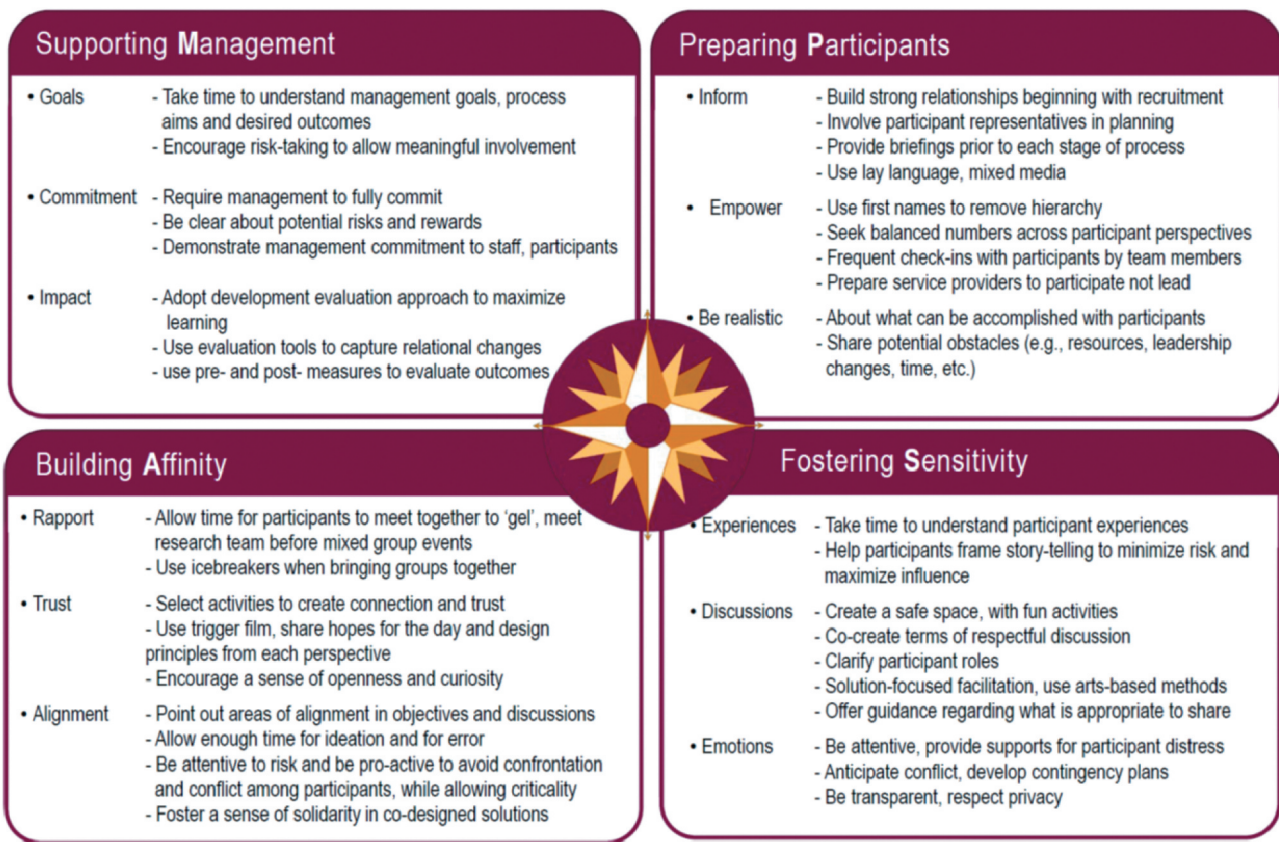 Supporting Management
• Goals - Take time to understand management goals, process
aims and desired outcomes
- Encourage risk-taking to allow meaningful involvement
• Commitment - Require management to fully commit
- Be clear about potential risks and rewards
- Demonstrate management commitment to staff, participants
• Impact - Adopt development evaluation approach to maximize
learning
- Use evaluation tools to capture relational changes
- use pre- and post- measures to evaluate outcomes
Preparing Participants
• Inform - Build strong relationships beginning with recruitment
- Involve participant representatives in planning
- Provide briefings prior to each stage of process
- Use lay language, mixed media
• Empower - Use first names to remove hierarchy
- Seek balanced numbers across participant perspectives
- Frequent check-ins with participants by team members
- Prepare service providers to participate not lead
• Be realistic - About what can be accomplished with participants
- Share potential obstacles (e.g., resources, leadership
changes, time, etc.)
Building Affinity
• Rapport - Allow time for participants to meet together to ‘gel’, meet
research team before mixed group events
- Use icebreakers when bringing groups together
• Trust - Select activities to create connection and trust
- Use trigger film, share hopes for the day and design
principles from each perspective
- Encourage a sense of openness and curiosity
• Alignment - Point out areas of alignment in objectives and discussions
- Allow enough time for ideation and for error
- Be attentive to risk and be pro-active to avoid confrontation
and conflict among participants, while allowing criticality
- Foster a sense of solidarity in co-designed solutions
Fostering Sensitivity
• Experiences - Take time to understand participant experiences
- Help participants frame story-telling to minimize risk and
maximize influence
• Discussions - Create a safe space, with fun activities
- Co-create terms of respectful discussion
- Clarify participant roles
- Solution-focused facilitation, use arts-based methods
- Offer guidance regarding what is appropriate to share
• Emotions - Be attentive, provide supports for participant distress
- Anticipate conflict, develop contingency plans
- Be transparent, respect privacy